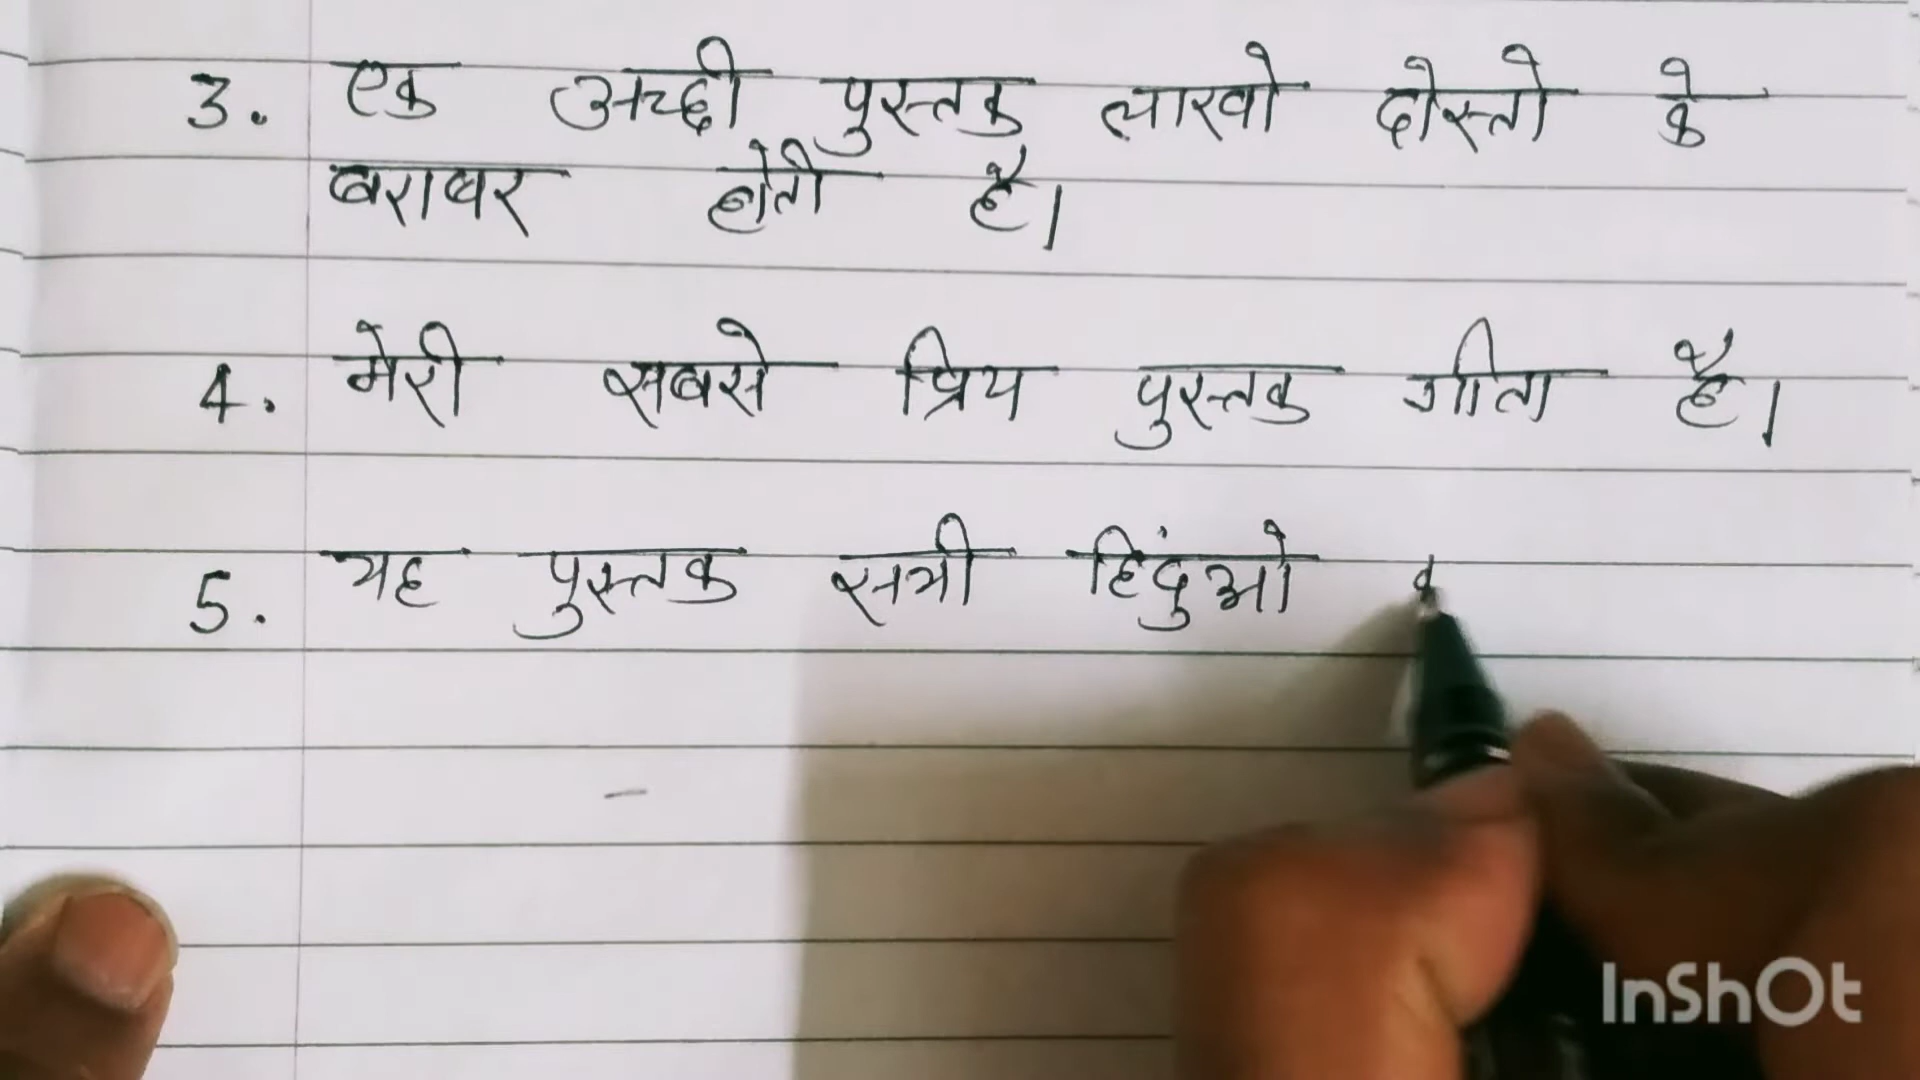 3. एक अच्छी पुस्तक लाखो दोस्तो के
बराबर होती है।
4. मेरी सबसे प्रिय पुस्तक गीता है।
5. यह पुस्तक सभी हिंदुओ
InShOt